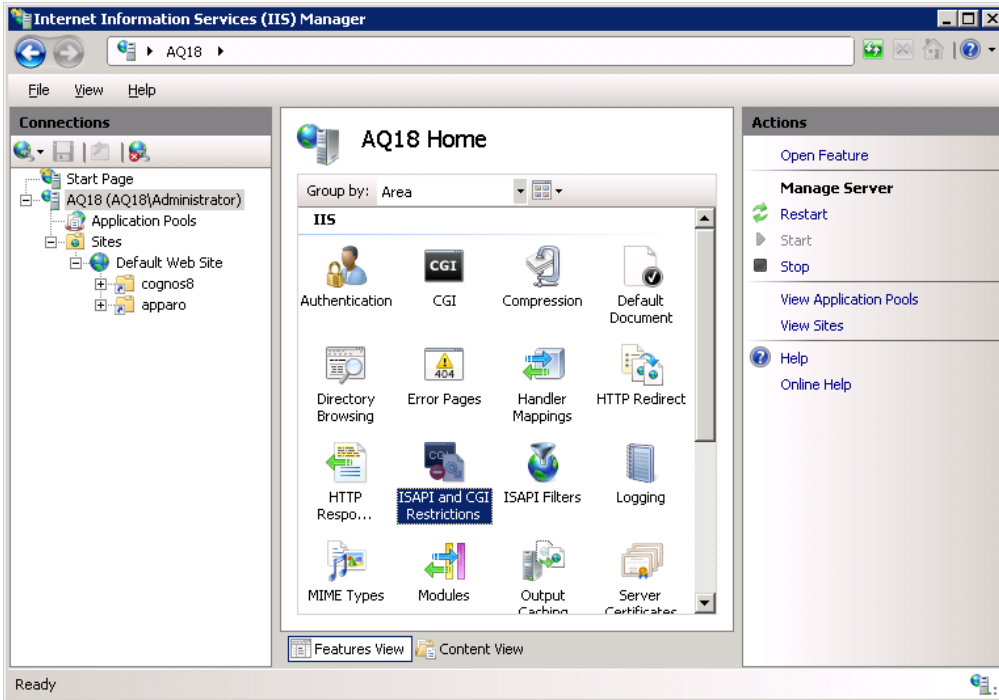 Internet Information Services (IIS) Manager
AQ18
File View Help
Connections
Start Page
AQ18 (AQ18\Administrator)
Application Pools
Sites
Default Web Site
cognos8
apparo
AQ18 Home
Group by: Area
IIS
Authentication
CGI
CGI
Compression
Default
Document
Directory
Browsing
404
Error Pages
Handler
Mappings
HTTP Redirect
HTTP
Respo...
ISAPI and CGI
Restrictions
ISAPI Filters
Logging
MIME Types
Modules
Output
Caching
Server
Certificates
Features View
Content View
Actions
Open Feature
Manage Server
Restart
Start
Stop
View Application Pools
View Sites
Help
Online Help
Ready